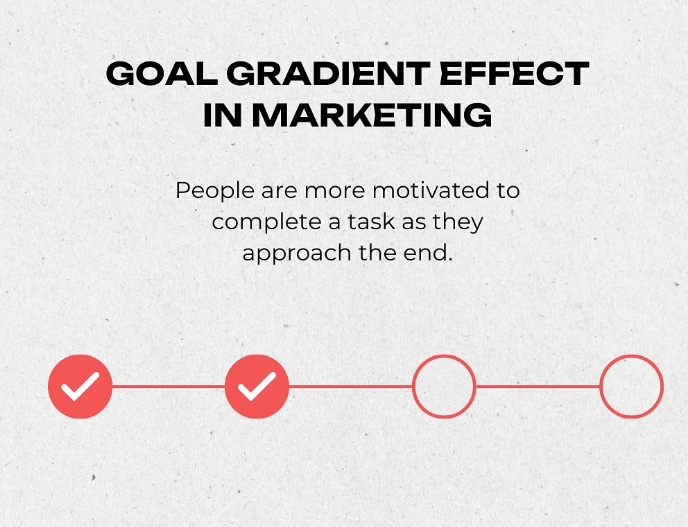 GOAL GRADIENT EFFECT
IN MARKETING
People are more motivated to
complete a task as they
approach the end.